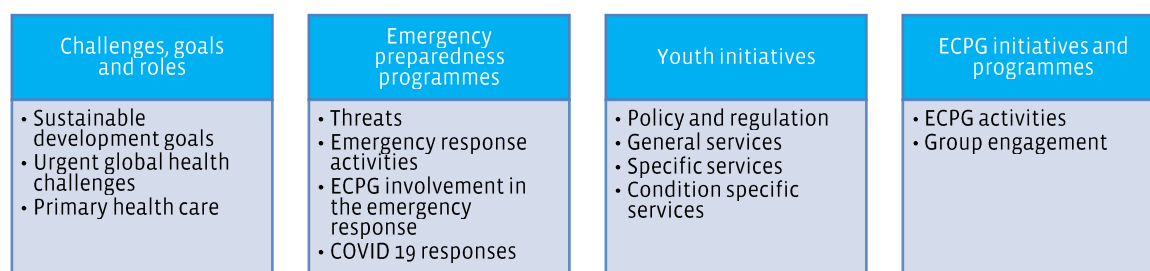 Challenges, goals
and roles
• Sustainable
development goals
• Urgent global health
challenges
• Primary health care
Emergency
preparedness
programmes
• Threats
• Emergency response
activities
• ECPG involvement in
the emergency
response
• COVID 19 responses
Youth initiatives
• Policy and regulation
• General services
• Specific services
• Condition specific
services
ECPG initiatives and
programmes
• ECPG activities
• Group engagement